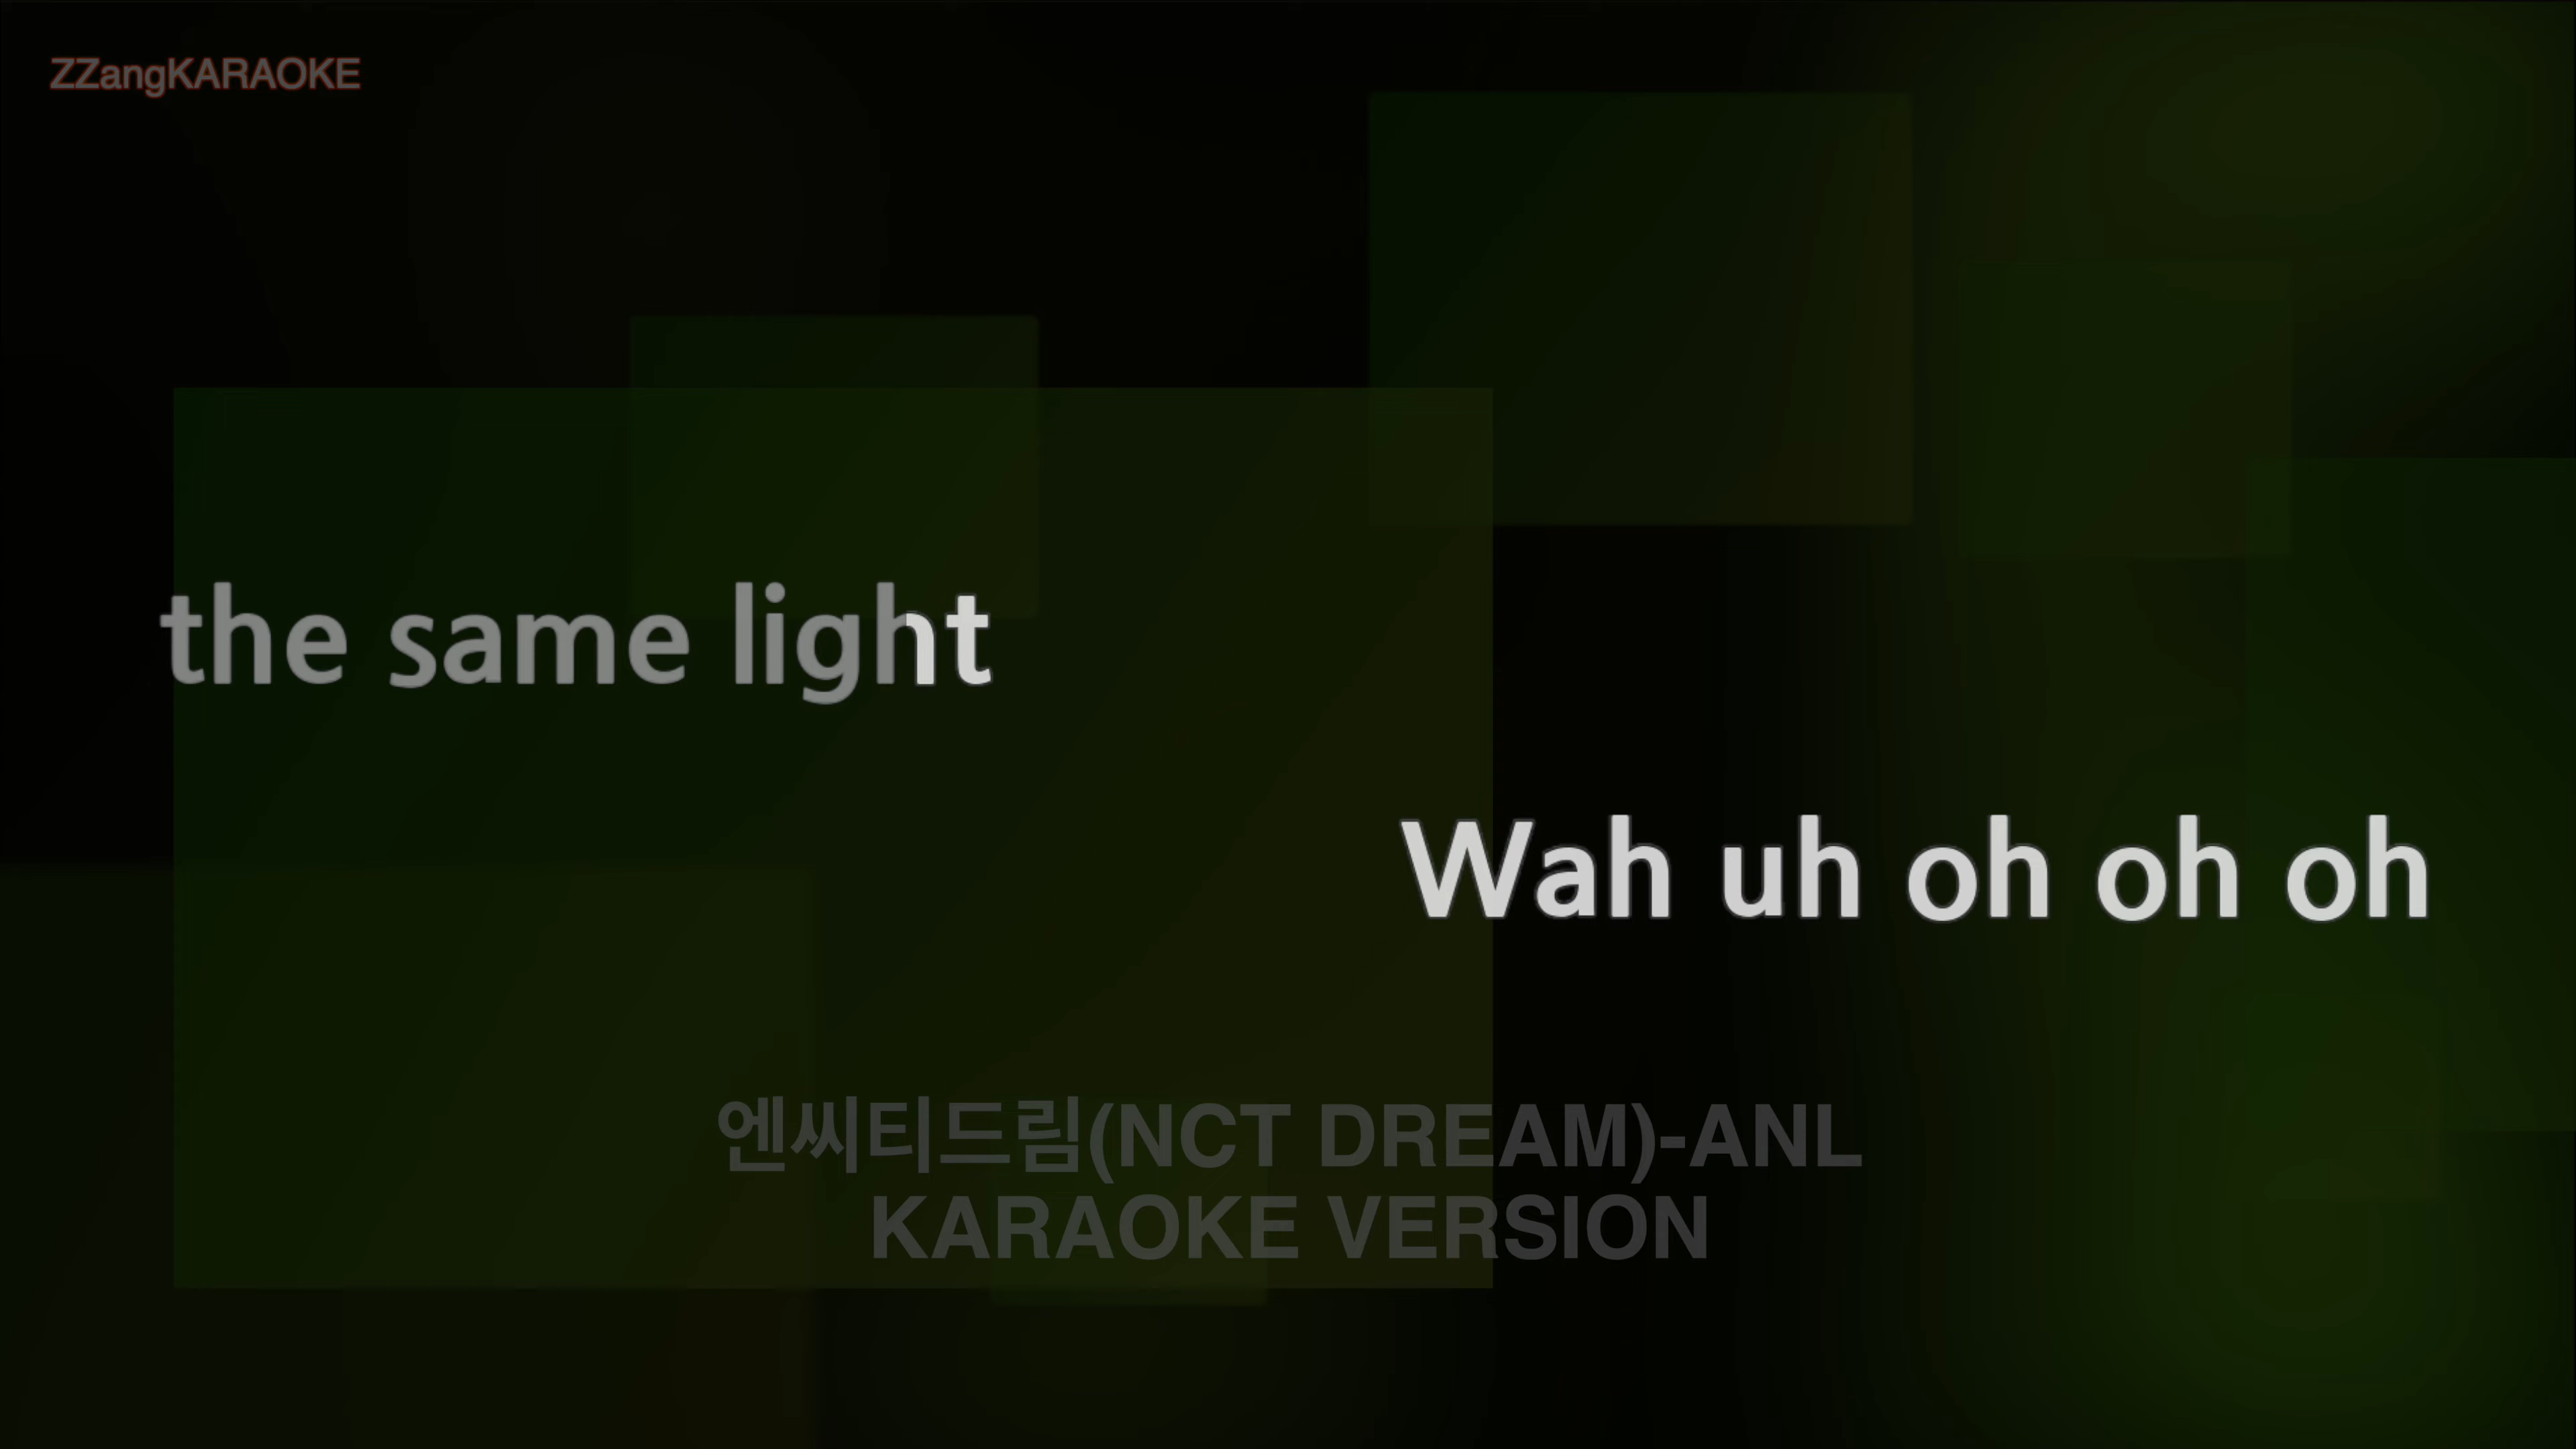 ZZangKARAOKE
the same light
Wah uh oh oh oh
엔씨티드림(NCT DREAM)-ANL
KARAOKE VERSION